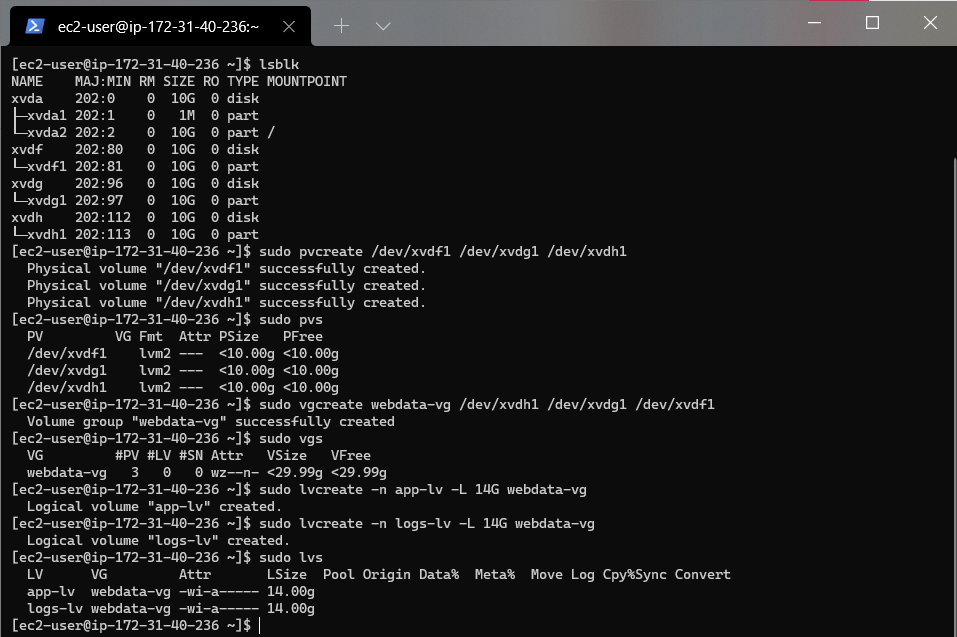 ec2-user@ip-172-31-40-236:~
[ec2-user@ip-172-31-40-236 ~]$ lsblk
NAME    MAJ:MIN RM SIZE RO TYPE MOUNTPOINT
xvda    202:0    0  10G  0 disk
├─xvda1 202:1    0   1M  0 part
└─xvda2 202:2    0  10G  0 part /
xvdf    202:80   0  10G  0 disk
└─xvdf1 202:81   0  10G  0 part
xvdg    202:96   0  10G  0 disk
└─xvdg1 202:97   0  10G  0 part
xvdh    202:112  0  10G  0 disk
└─xvdh1 202:113  0  10G  0 part
[ec2-user@ip-172-31-40-236 ~]$ sudo pvcreate /dev/xvdf1 /dev/xvdg1 /dev/xvdh1
  Physical volume "/dev/xvdf1" successfully created.
  Physical volume "/dev/xvdg1" successfully created.
  Physical volume "/dev/xvdh1" successfully created.
[ec2-user@ip-172-31-40-236 ~]$ sudo pvs
  PV         VG Fmt  Attr PSize   PFree
  /dev/xvdf1    lvm2 ---  <10.00g <10.00g
  /dev/xvdg1    lvm2 ---  <10.00g <10.00g
  /dev/xvdh1    lvm2 ---  <10.00g <10.00g
[ec2-user@ip-172-31-40-236 ~]$ sudo vgcreate webdata-vg /dev/xvdh1 /dev/xvdg1 /dev/xvdf1
  Volume group "webdata-vg" successfully created
[ec2-user@ip-172-31-40-236 ~]$ sudo vgs
  VG         #PV #LV #SN Attr   VSize   VFree
  webdata-vg   3   0   0 wz--n- <29.99g <29.99g
[ec2-user@ip-172-31-40-236 ~]$ sudo lvcreate -n app-lv -L 14G webdata-vg
  Logical volume "app-lv" created.
[ec2-user@ip-172-31-40-236 ~]$ sudo lvcreate -n logs-lv -L 14G webdata-vg
  Logical volume "logs-lv" created.
[ec2-user@ip-172-31-40-236 ~]$ sudo lvs
  LV      VG         Attr       LSize  Pool Origin Data%  Meta%  Move Log Cpy%Sync Convert
  app-lv  webdata-vg -wi-a----- 14.00g
  logs-lv webdata-vg -wi-a----- 14.00g
[ec2-user@ip-172-31-40-236 ~]$